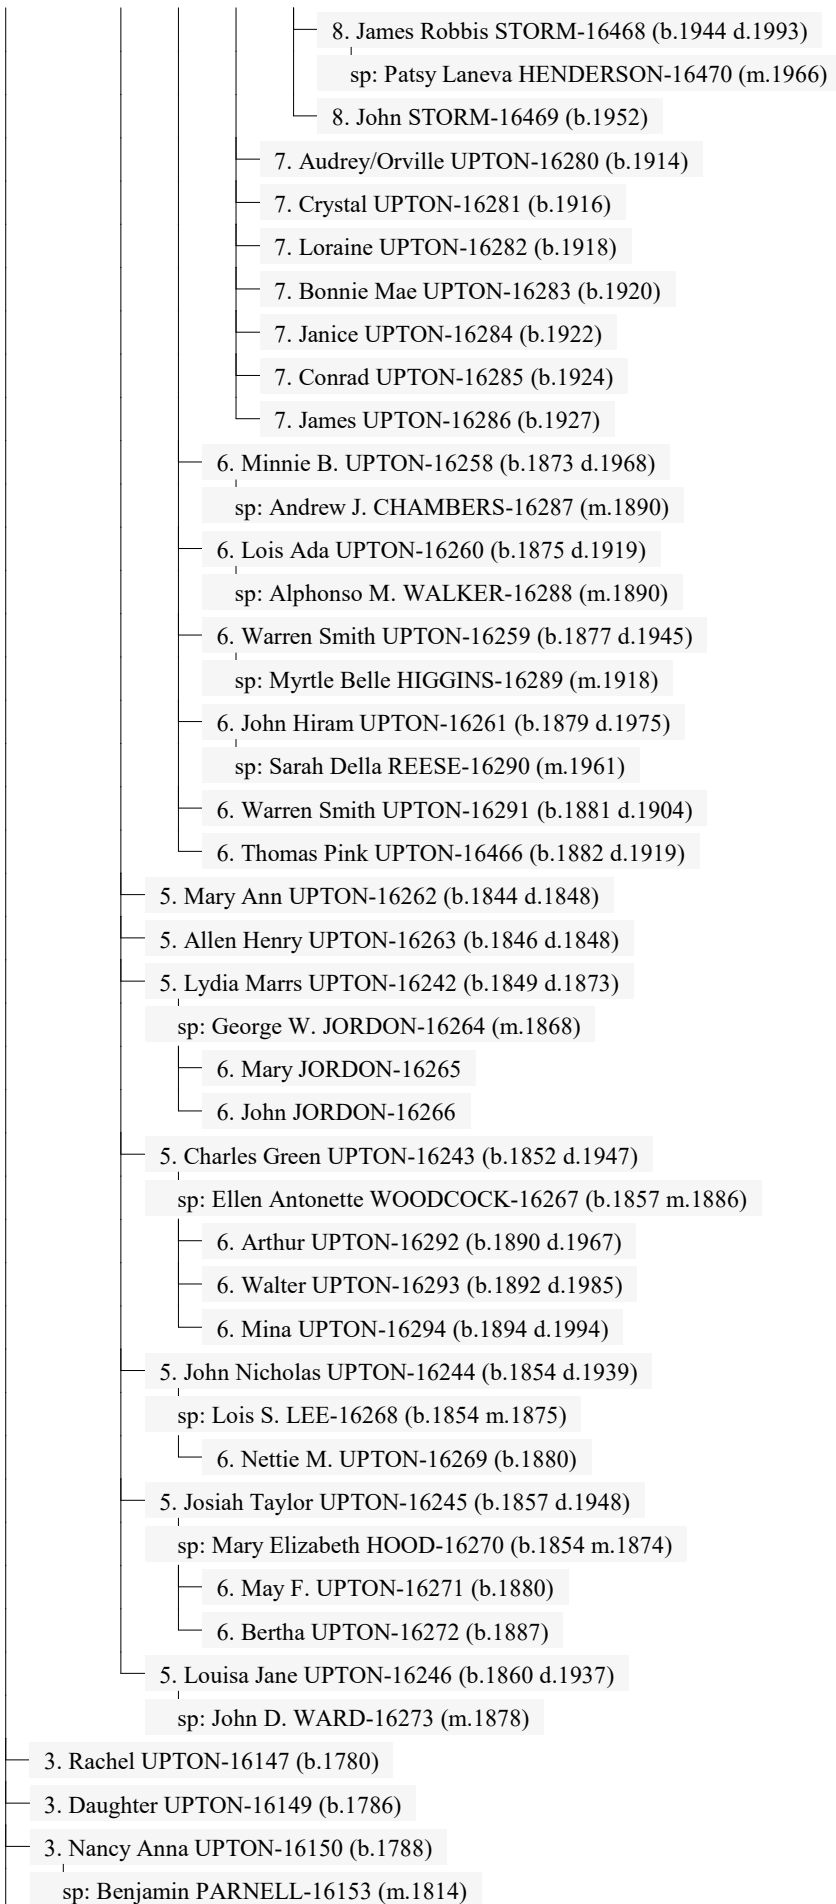 8. James Robbis STORM-16468 (b.1944 d.1993)
sp: Patsy Laneva HENDERSON-16470 (m.1966)
8. John STORM-16469 (b.1952)
7. Audrey/Orville UPTON-16280 (b.1914)
7. Crystal UPTON-16281 (b.1916)
7. Loraine UPTON-16282 (b.1918)
7. Bonnie Mae UPTON-16283 (b.1920)
7. Janice UPTON-16284 (b.1922)
7. Conrad UPTON-16285 (b.1924)
7. James UPTON-16286 (b.1927)
6. Minnie B. UPTON-16258 (b.1873 d.1968)
sp: Andrew J. CHAMBERS-16287 (m.1890)
6. Lois Ada UPTON-16260 (b.1875 d.1919)
sp: Alphonso M. WALKER-16288 (m.1890)
6. Warren Smith UPTON-16259 (b.1877 d.1945)
sp: Myrtle Belle HIGGINS-16289 (m.1918)
6. John Hiram UPTON-16261 (b.1879 d.1975)
sp: Sarah Della REESE-16290 (m.1961)
6. Warren Smith UPTON-16291 (b.1881 d.1904)
6. Thomas Pink UPTON-16466 (b.1882 d.1919)
5. Mary Ann UPTON-16262 (b.1844 d.1848)
5. Allen Henry UPTON-16263 (b.1846 d.1848)
5. Lydia Marrs UPTON-16242 (b.1849 d.1873)
sp: George W. JORDON-16264 (m.1868)
6. Mary JORDON-16265
6. John JORDON-16266
5. Charles Green UPTON-16243 (b.1852 d.1947)
sp: Ellen Antonette WOODCOCK-16267 (b.1857 m.1886)
6. Arthur UPTON-16292 (b.1890 d.1967)
6. Walter UPTON-16293 (b.1892 d.1985)
6. Mina UPTON-16294 (b.1894 d.1994)
5. John Nicholas UPTON-16244 (b.1854 d.1939)
sp: Lois S. LEE-16268 (b.1854 m.1875)
6. Nettie M. UPTON-16269 (b.1880)
5. Josiah Taylor UPTON-16245 (b.1857 d.1948)
sp: Mary Elizabeth HOOD-16270 (b.1854 m.1874)
6. May F. UPTON-16271 (b.1880)
6. Bertha UPTON-16272 (b.1887)
5. Louisa Jane UPTON-16246 (b.1860 d.1937)
sp: John D. WARD-16273 (m.1878)
3. Rachel UPTON-16147 (b.1780)
3. Daughter UPTON-16149 (b.1786)
3. Nancy Anna UPTON-16150 (b.1788)
sp: Benjamin PARNELL-16153 (m.1814)